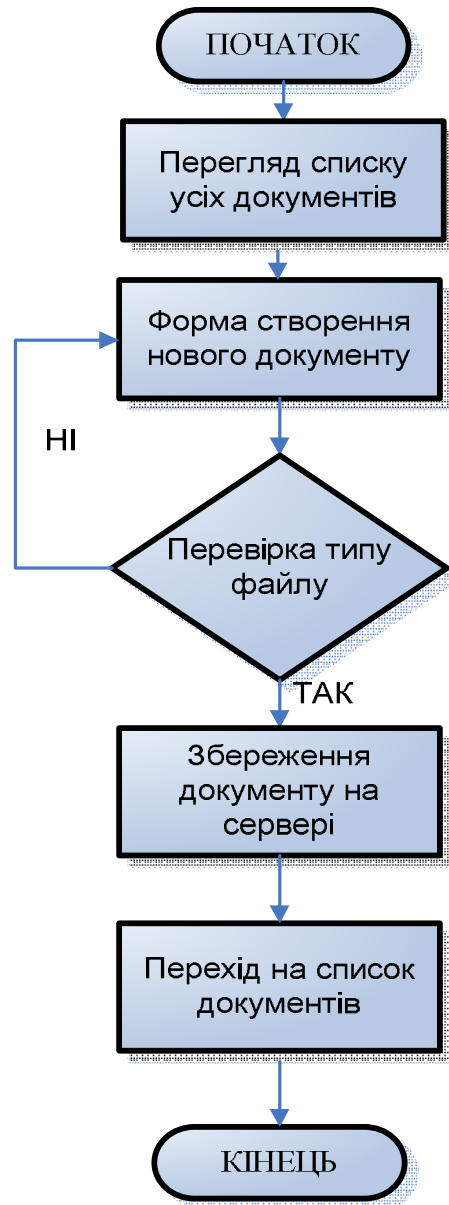 ПОЧАТОК
Перегляд списку
усіх документів
Форма створення
нового документу
НІ
Перевірка типу
файлу
ТАК
Збереження
документу на
сервері
Перехід на список
документів
КІНЕЦЬ